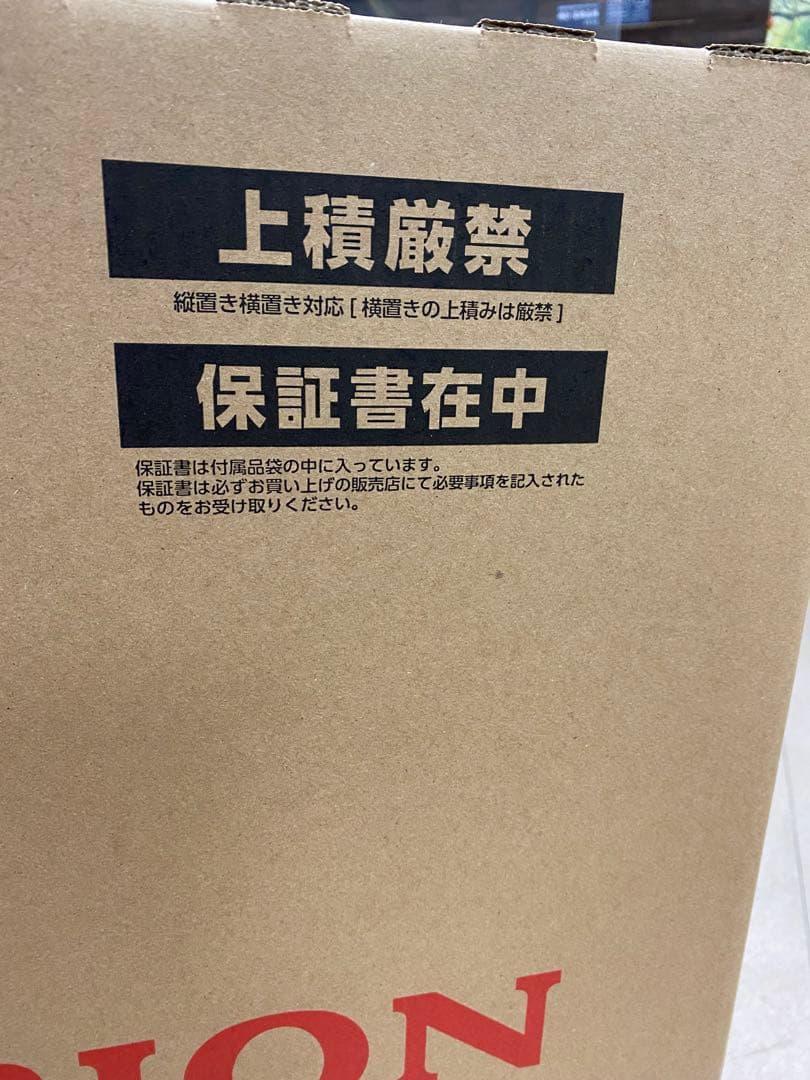 上積厳禁
縦置き横置き対応 [ 横置きの上積みは厳禁 ]
保証書在中
保証書は付属品袋の中に入っています。
保証書は必ずお買い上げの販売店にて必要事項を記入された
ものをお受け取りください。
RION